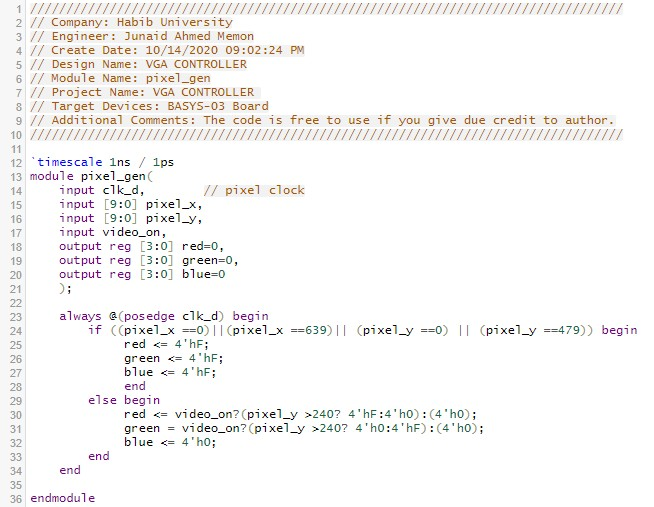 1 ////////////////////////////////////////////////////////////////////////////////
2 // Company: Habib University
3 // Engineer: Junaid Ahmed Memon
4 // Create Date: 10/14/2020 09:02:24 PM
5 // Design Name: VGA CONTROLLER
6 // Module Name: pixel_gen
7 // Project Name: VGA CONTROLLER
8 // Target Devices: BASYS-03 Board
9 // Additional Comments: The code is free to use if you give due credit to author.
10 ////////////////////////////////////////////////////////////////////////////////
11
12 `timescale 1ns / 1ps
13 module pixel_gen(
14     input clk_d,        // pixel clock
15     input [9:0] pixel_x,
16     input [9:0] pixel_y,
17     input video_on,
18     output reg [3:0] red=0,
19     output reg [3:0] green=0,
20     output reg [3:0] blue=0
21     );
22
23     always @(posedge clk_d) begin
24         if ((pixel_x ==0)||(pixel_x ==639)|| (pixel_y ==0) || (pixel_y ==479)) begin
25              red <= 4'hF;
26              green <= 4'hF;
27              blue <= 4'hF;
28              end
29         else begin
30              red <= video_on?(pixel_y >240? 4'hF:4'h0):(4'h0);
31              green = video_on?(pixel_y >240? 4'h0:4'hF):(4'h0);
32              blue <= 4'h0;
33         end
34     end
35
36 endmodule